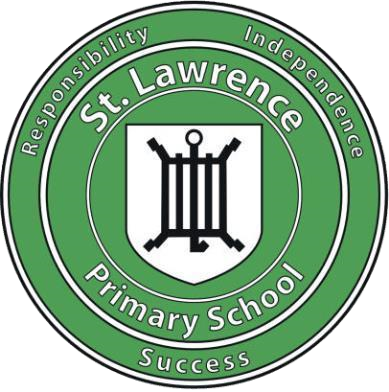 Responsibility
Independence
St. Lawrence
Primary School
Success